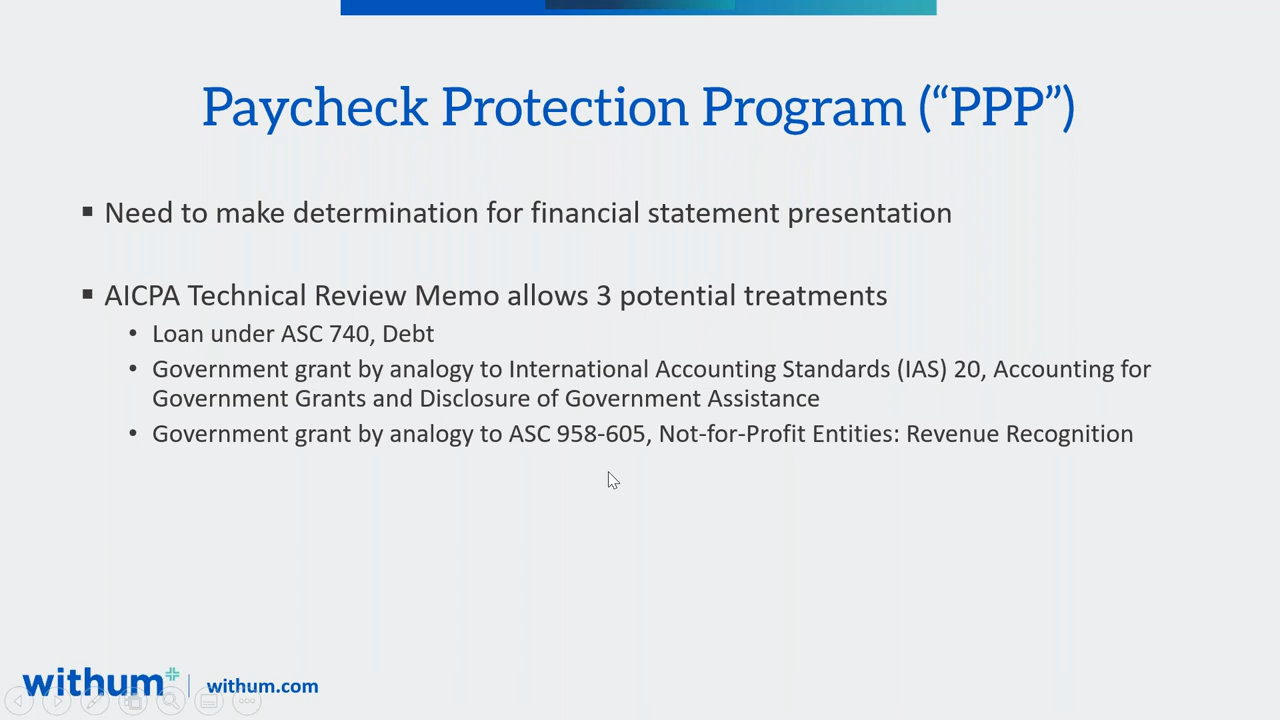 Paycheck Protection Program (“PPP”)
▪ Need to make determination for financial statement presentation
▪ AICPA Technical Review Memo allows 3 potential treatments
• Loan under ASC 740, Debt
• Government grant by analogy to International Accounting Standards (IAS) 20, Accounting for
Government Grants and Disclosure of Government Assistance
• Government grant by analogy to ASC 958-605, Not-for-Profit Entities: Revenue Recognition
withum+ | withum.com